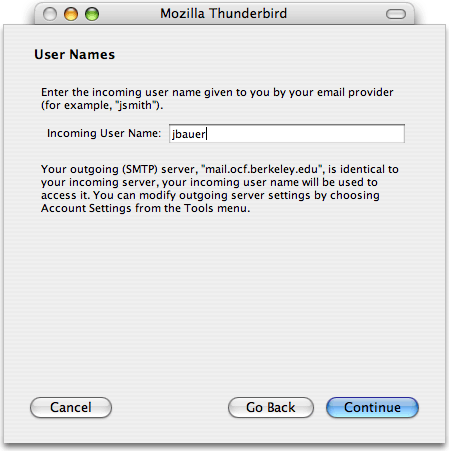 Mozilla Thunderbird
User Names
Enter the incoming user name given to you by your email provider
(for example, "jsmith").
Incoming User Name: jbauer
Your outgoing (SMTP) server, "mail.ocf.berkeley.edu", is identical to
your incoming server, your incoming user name will be used to
access it. You can modify outgoing server settings by choosing
Account Settings from the Tools menu.
Cancel Go Back Continue